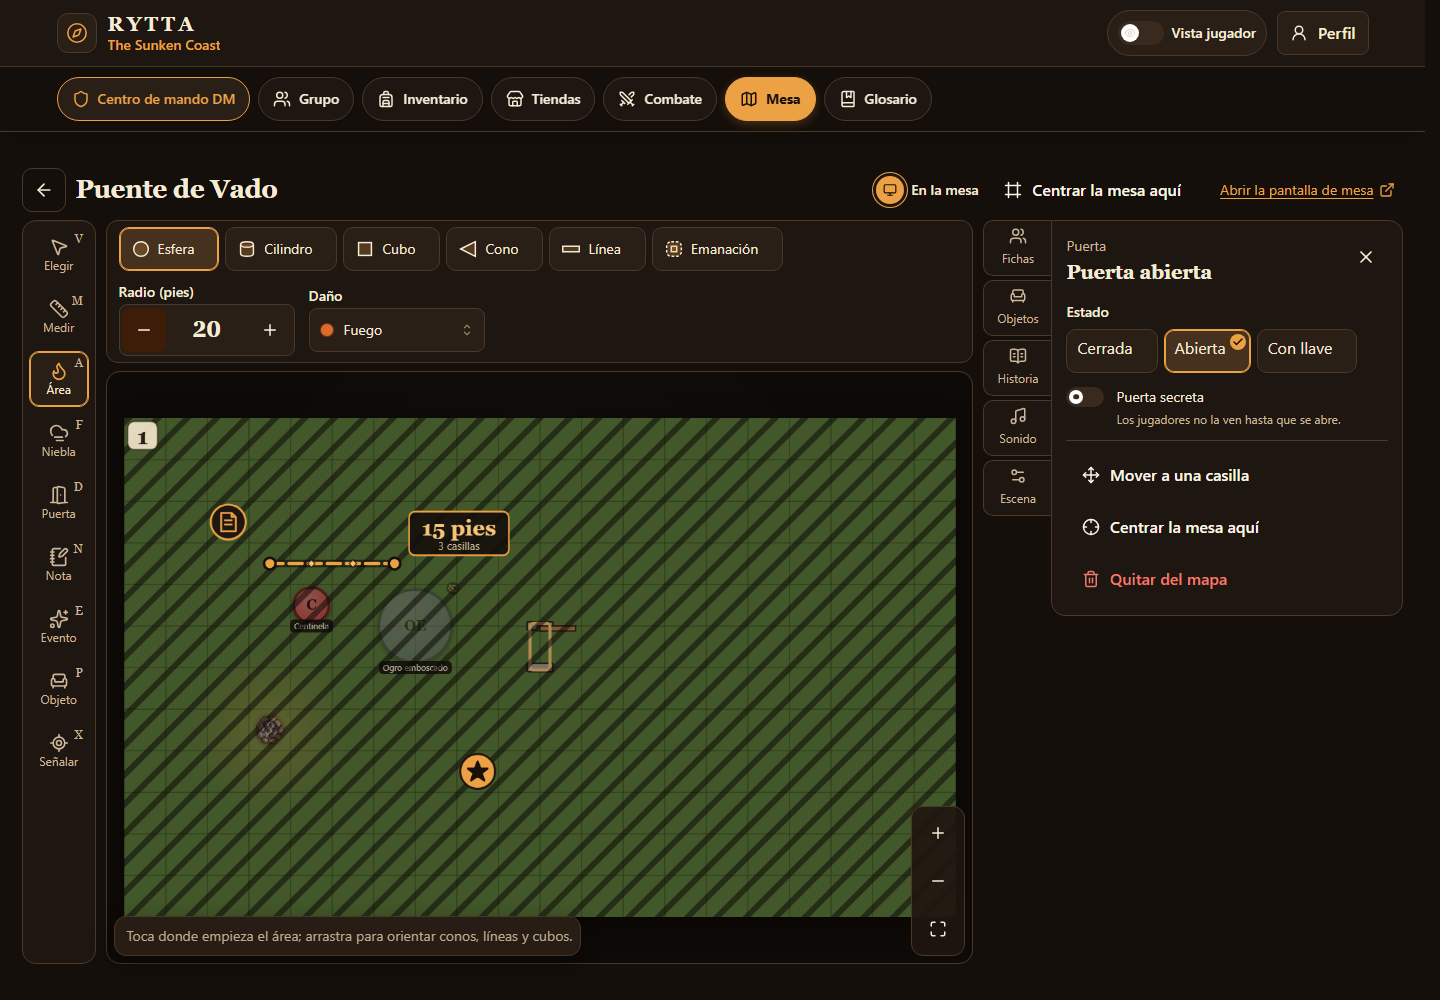 RYTTA
The Sunken Coast
Vista jugador
Perfil
Centro de mando DM
Grupo
Inventario
Tiendas
Combate
Mesa
Glosario
Puente de Vado
En la mesa
Centrar la mesa aquí
Abrir la pantalla de mesa
V
Elegir
M
Medir
A
Área
F
Niebla
D
Puerta
N
Nota
E
Evento
P
Objeto
X
Señalar
Esfera
Cilindro
Cubo
Cono
Línea
Emanación
Radio (pies)
20
Daño
Fuego
1
15 pies
3 casillas
C
Centinela
OE
Ogro emboscado
Toca donde empieza el área; arrastra para orientar conos, líneas y cubos.
Fichas
Objetos
Historia
Sonido
Escena
Puerta
Puerta abierta
Estado
Cerrada
Abierta
Con llave
Puerta secreta
Los jugadores no la ven hasta que se abre.
Mover a una casilla
Centrar la mesa aquí
Quitar del mapa